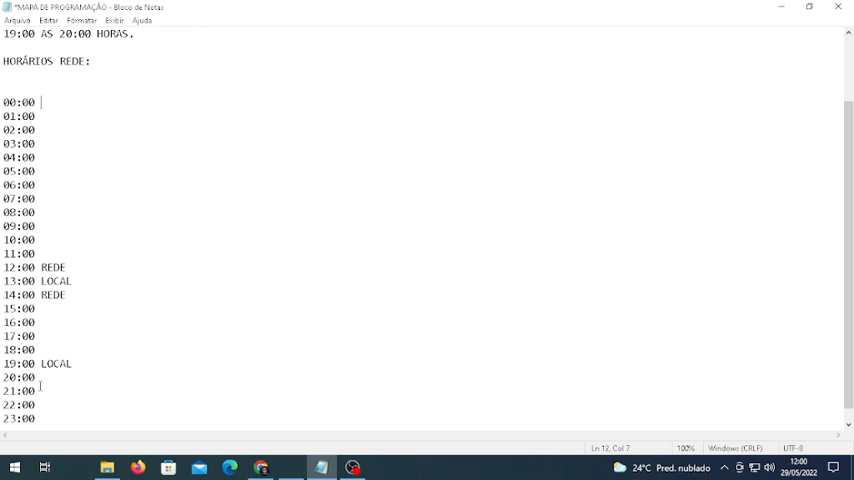 *MAPA DE PROGRAMAÇÃO - Bloco de Notas
Arquivo Editar Formatar Exibir Ajuda
19:00 AS 20:00 HORAS.
HORÁRIOS REDE:
00:00
01:00
02:00
03:00
04:00
05:00
06:00
07:00
08:00
09:00
10:00
11:00
12:00 REDE
13:00 LOCAL
14:00 REDE
15:00
16:00
17:00
18:00
19:00 LOCAL
20:00
21:00
22:00
23:00
Ln 12, Col 7 100% Windows (CRLF) UTF-8
24°C Pred. nublado 12:00
29/05/2022